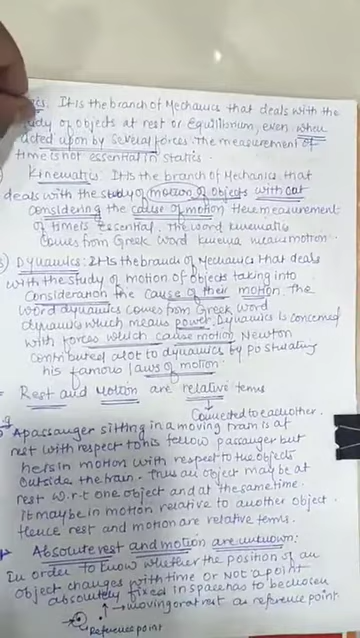 It is the branch of Mechanics that deals with the
study of objects at rest or Equilibrium, even when
acted upon by several forces. The measurement of
time is not essential in statics.
Kinematics: It is the branch of Mechanics that
deals with the study of motion of objects with out
considering the cause of motion. Here measurement
of time is essential. The word kinematic
comes from Greek word means motion.
Dynamics: It is the branch of Mechanics that deals
with the study of motion of objects taking into
consideration the cause of their motion. The
word dynamics comes from Greek word
dynamis which means power. Dynamics is concerned
with forces which cause motion. Newton
contributed a lot to dynamics by postulating
his famous laws of motion.
Rest and Motion are relative terms
Connected to each other.
A passanger sitting in a moving train is at
rest with respect to his fellow passanger but
he is in motion with respect to the objects
outside the train. Thus an object may be at
rest w.r.t one object and at the same time
it may be in motion relative to another object.
Hence rest and motion are relative terms.
Absolute rest and motion are unknown:
In order to know whether the position of an
object changes with time or NOT a point
absolutely fixed in space has to be chosen
→ moving or at rest as reference point
Reference point